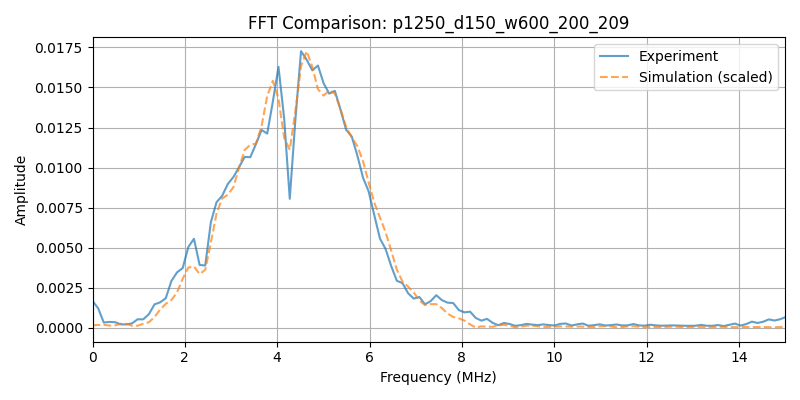 FFT Comparison: p1250_d150_w600_200_209
Experiment
Simulation (scaled)
Amplitude
0.0175
0.0150
0.0125
0.0100
0.0075
0.0050
0.0025
0.0000
0 2 4 6 8 10 12 14
Frequency (MHz)